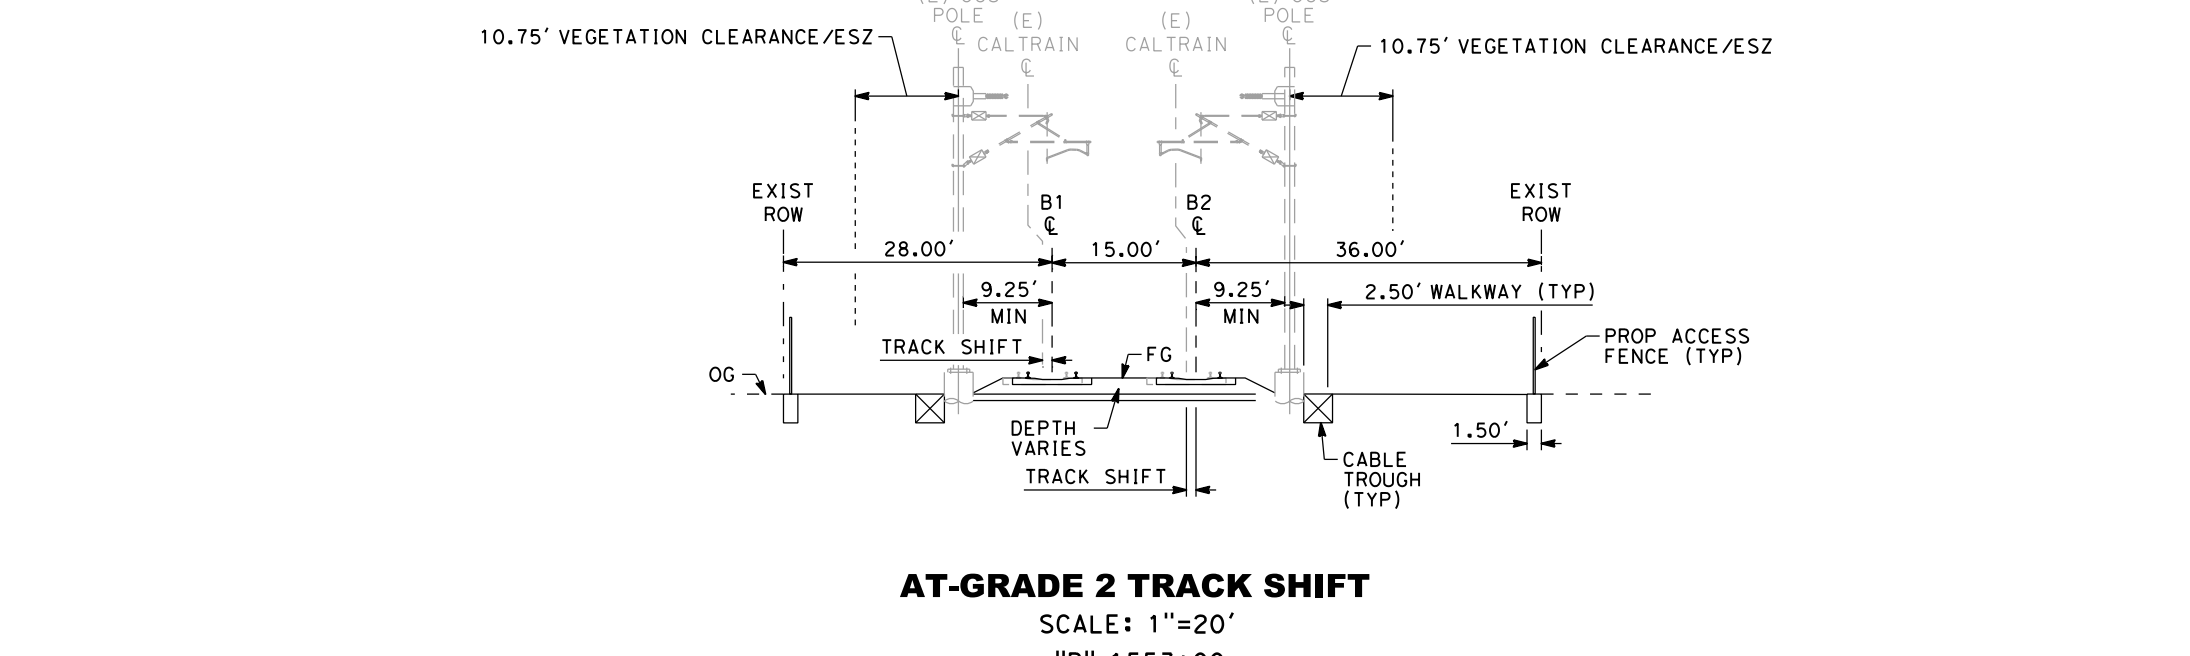 POLE
℄
(E)
CALTRAIN
℄
(E)
CALTRAIN
℄
POLE
℄
10.75' VEGETATION CLEARANCE/ESZ
10.75' VEGETATION CLEARANCE/ESZ
EXIST
ROW
B1
℄
B2
℄
EXIST
ROW
28.00'
15.00'
36.00'
9.25'
MIN
9.25'
MIN
2.50' WALKWAY (TYP)
TRACK SHIFT
FG
PROP ACCESS
FENCE (TYP)
OG
DEPTH
VARIES
1.50'
TRACK SHIFT
CABLE
TROUGH
(TYP)
AT-GRADE 2 TRACK SHIFT
SCALE: 1"=20'